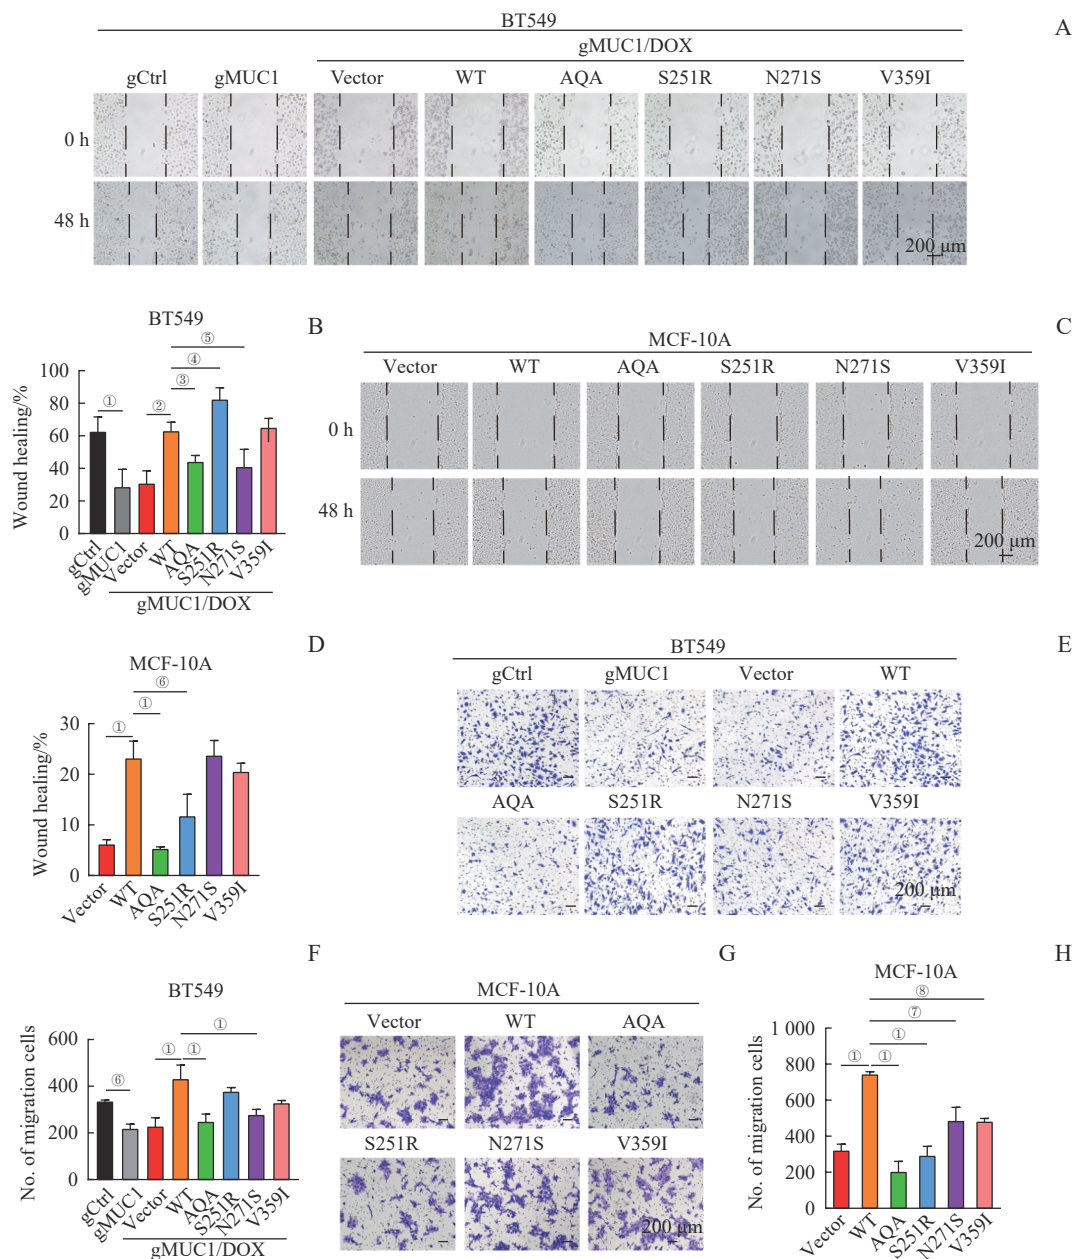 BT549
A
gMUC1/DOX
gCtrl gMUC1 Vector WT AQA S251R N271S V359I
0 h
48 h
200 μm
BT549
B
⑤
④
③
①
②
Wound healing/%
100
80
60
40
20
0
gCtrl gMUC1 Vector WT AQA S251R N271S V359I
gMUC1/DOX
C
MCF-10A
Vector WT AQA S251R N271S V359I
0 h
48 h
200 μm
MCF-10A
D
⑥
①
①
Wound healing/%
30
20
10
0
Vector WT AQA S251R N271S V359I
BT549
E
gCtrl gMUC1 Vector WT
AQA S251R N271S V359I
200 μm
F
BT549
①
① ①
⑥
No. of migration cells
600
400
200
0
gCtrl gMUC1 Vector WT AQA S251R N271S V359I
gMUC1/DOX
G
MCF-10A
Vector WT AQA
S251R N271S V359I
200 μm
H
MCF-10A
⑧
⑦
①
① ①
No. of migration cells
1 000
800
600
400
200
0
Vector WT AQA S251R N271S V359I